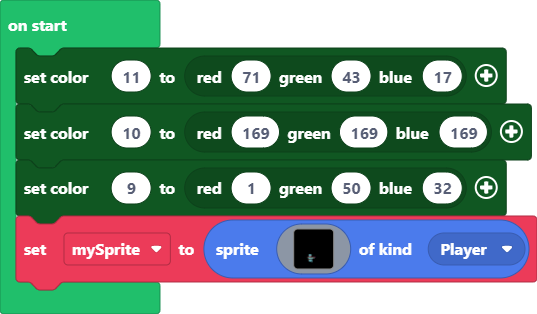 on start
set color 11 to red 71 green 43 blue 17
set color 10 to red 169 green 169 blue 169
set color 9 to red 1 green 50 blue 32
set mySprite to sprite of kind Player